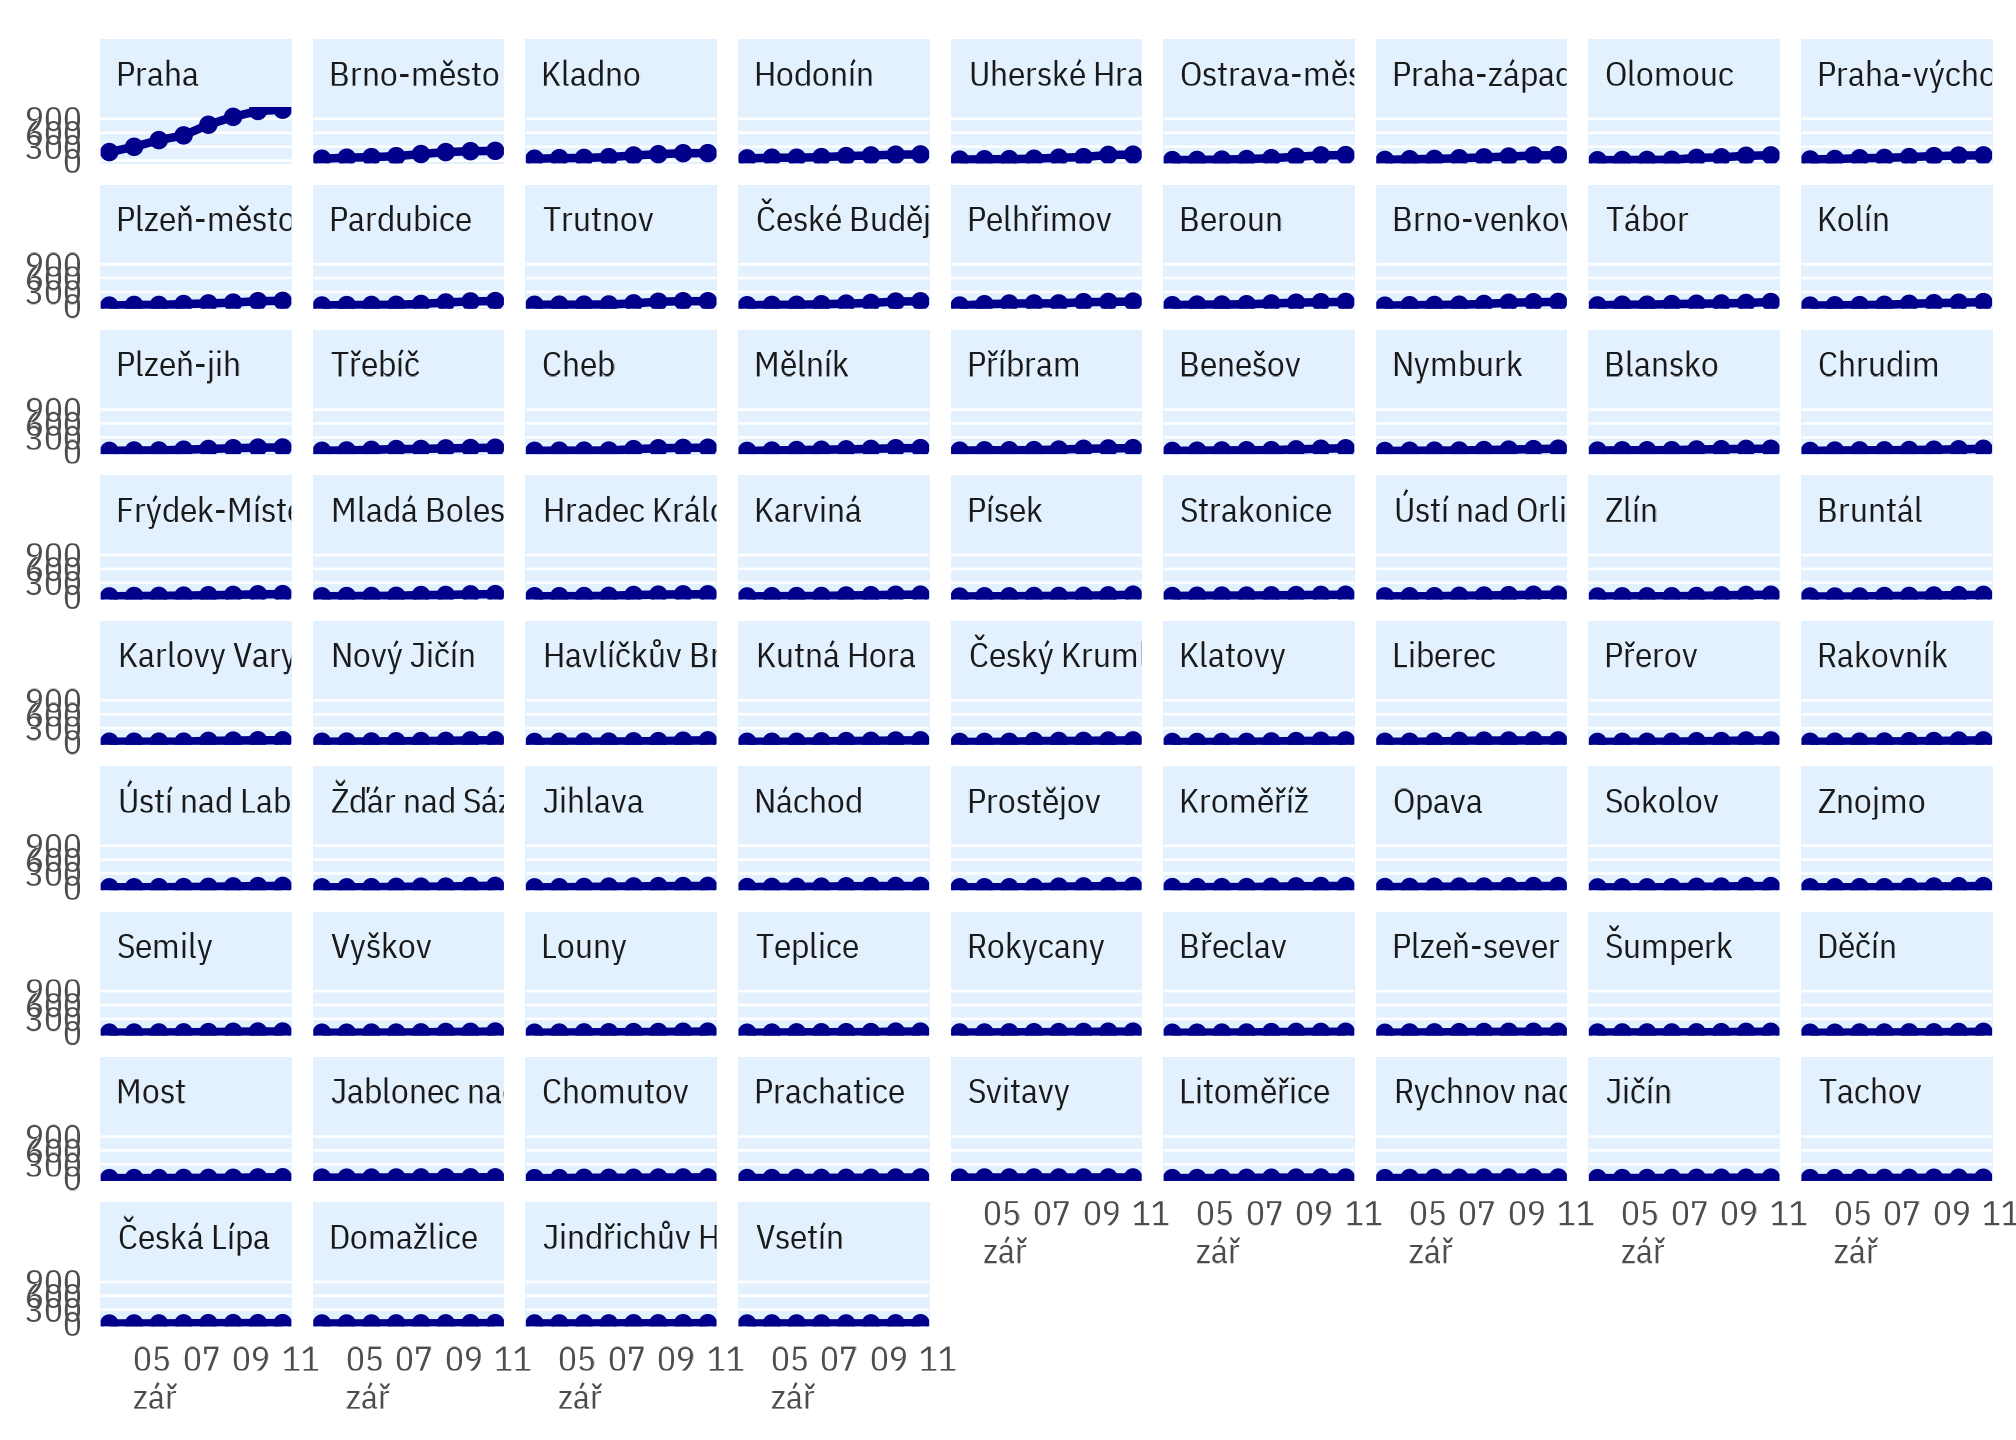 Praha Brno-město Kladno Hodonín Uherské Hra Ostrava-měs Praha-západ Olomouc Praha-výcho
900
600
300
0
Plzeň-město Pardubice Trutnov České Buděj Pelhřimov Beroun Brno-venkov Tábor Kolín
900
600
300
0
Plzeň-jih Třebíč Cheb Mělník Příbram Benešov Nymburk Blansko Chrudim
900
600
300
0
Frýdek-Míste Mladá Boles Hradec Králo Karviná Písek Strakonice Ústí nad Orli Zlín Bruntál
900
600
300
0
Karlovy Vary Nový Jičín Havlíčkův Br Kutná Hora Český Kruml Klatovy Liberec Přerov Rakovník
900
600
300
0
Ústí nad Lab Žďár nad Sáz Jihlava Náchod Prostějov Kroměříž Opava Sokolov Znojmo
900
600
300
0
Semily Vyškov Louny Teplice Rokycany Břeclav Plzeň-sever Šumperk Děčín
900
600
300
0
Most Jablonec nad Chomutov Prachatice Svitavy Litoměřice Rychnov nad Jičín Tachov
900
600
300
0
05 07 09 11 05 07 09 11 05 07 09 11 05 07 09 11 05 07 09 11
zář zář zář zář zář
Česká Lípa Domažlice Jindřichův H Vsetín
900
600
300
0
05 07 09 11 05 07 09 11 05 07 09 11 05 07 09 11
zář zář zář zář